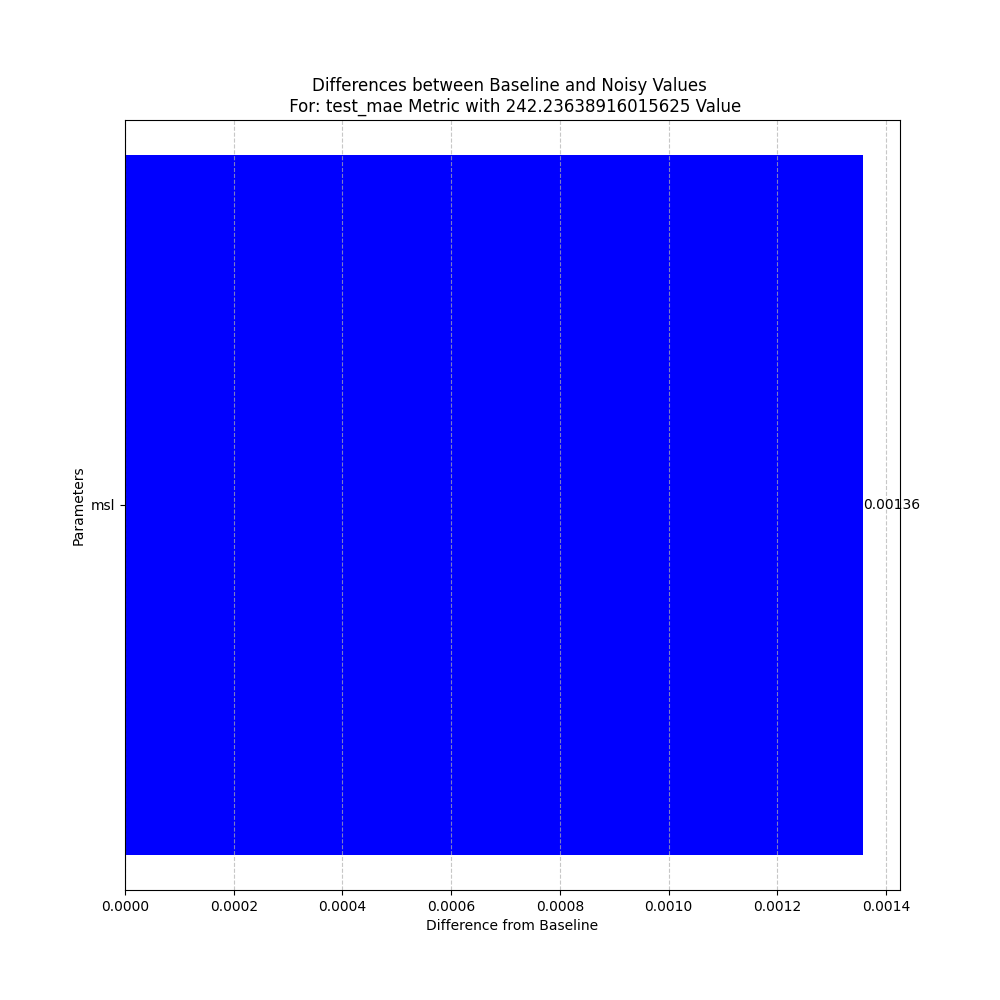 Differences between Baseline and Noisy Values
For: test_mae Metric with 242.23638916015625 Value
Parameters
msl
0.00136
0.0000 0.0002 0.0004 0.0006 0.0008 0.0010 0.0012 0.0014
Difference from Baseline